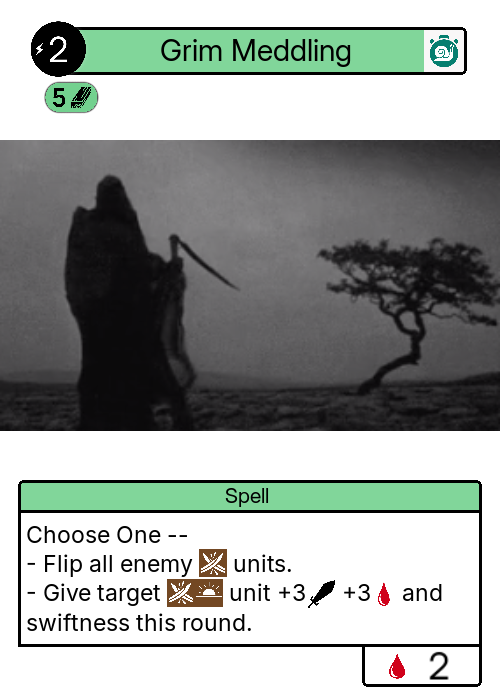 2
Grim Meddling
5
Spell
Choose One --
- Flip all enemy units.
- Give target unit +3 +3 and
swiftness this round.
2